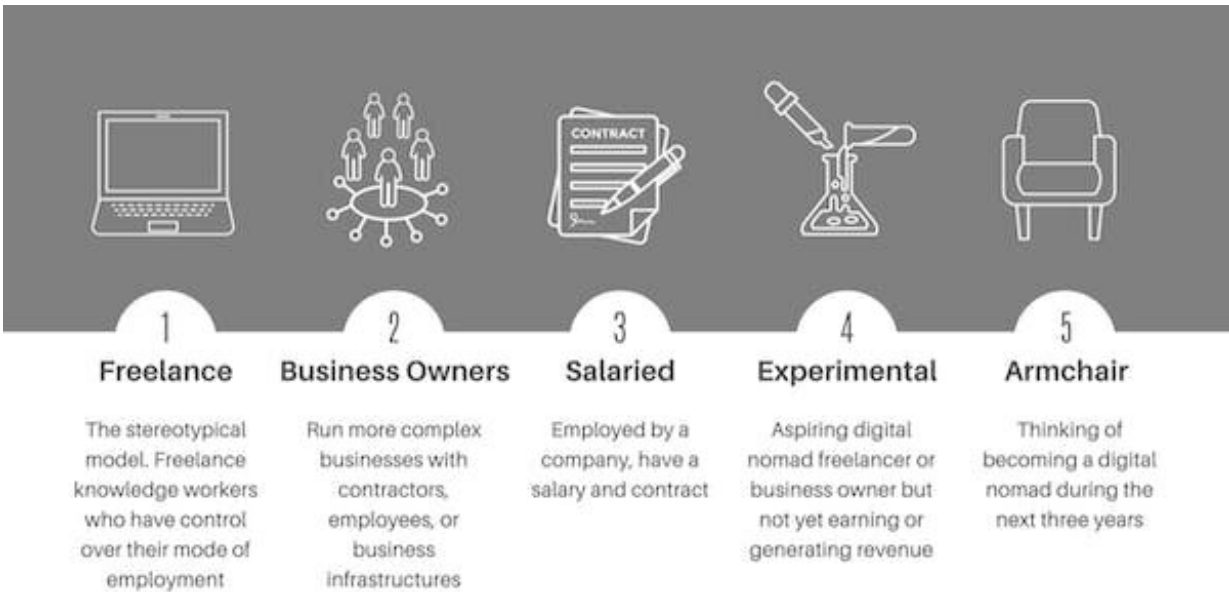 CONTRACT
1
Freelance
The stereotypical
model. Freelance
knowledge workers
who have control
over their mode of
employment
2
Business Owners
Run more complex
businesses with
contractors,
employees, or
business
infrastructures
3
Salaried
Employed by a
company, have a
salary and contract
4
Experimental
Aspiring digital
nomad freelancer or
business owner but
not yet earning or
generating revenue
5
Armchair
Thinking of
becoming a digital
nomad during the
next three years